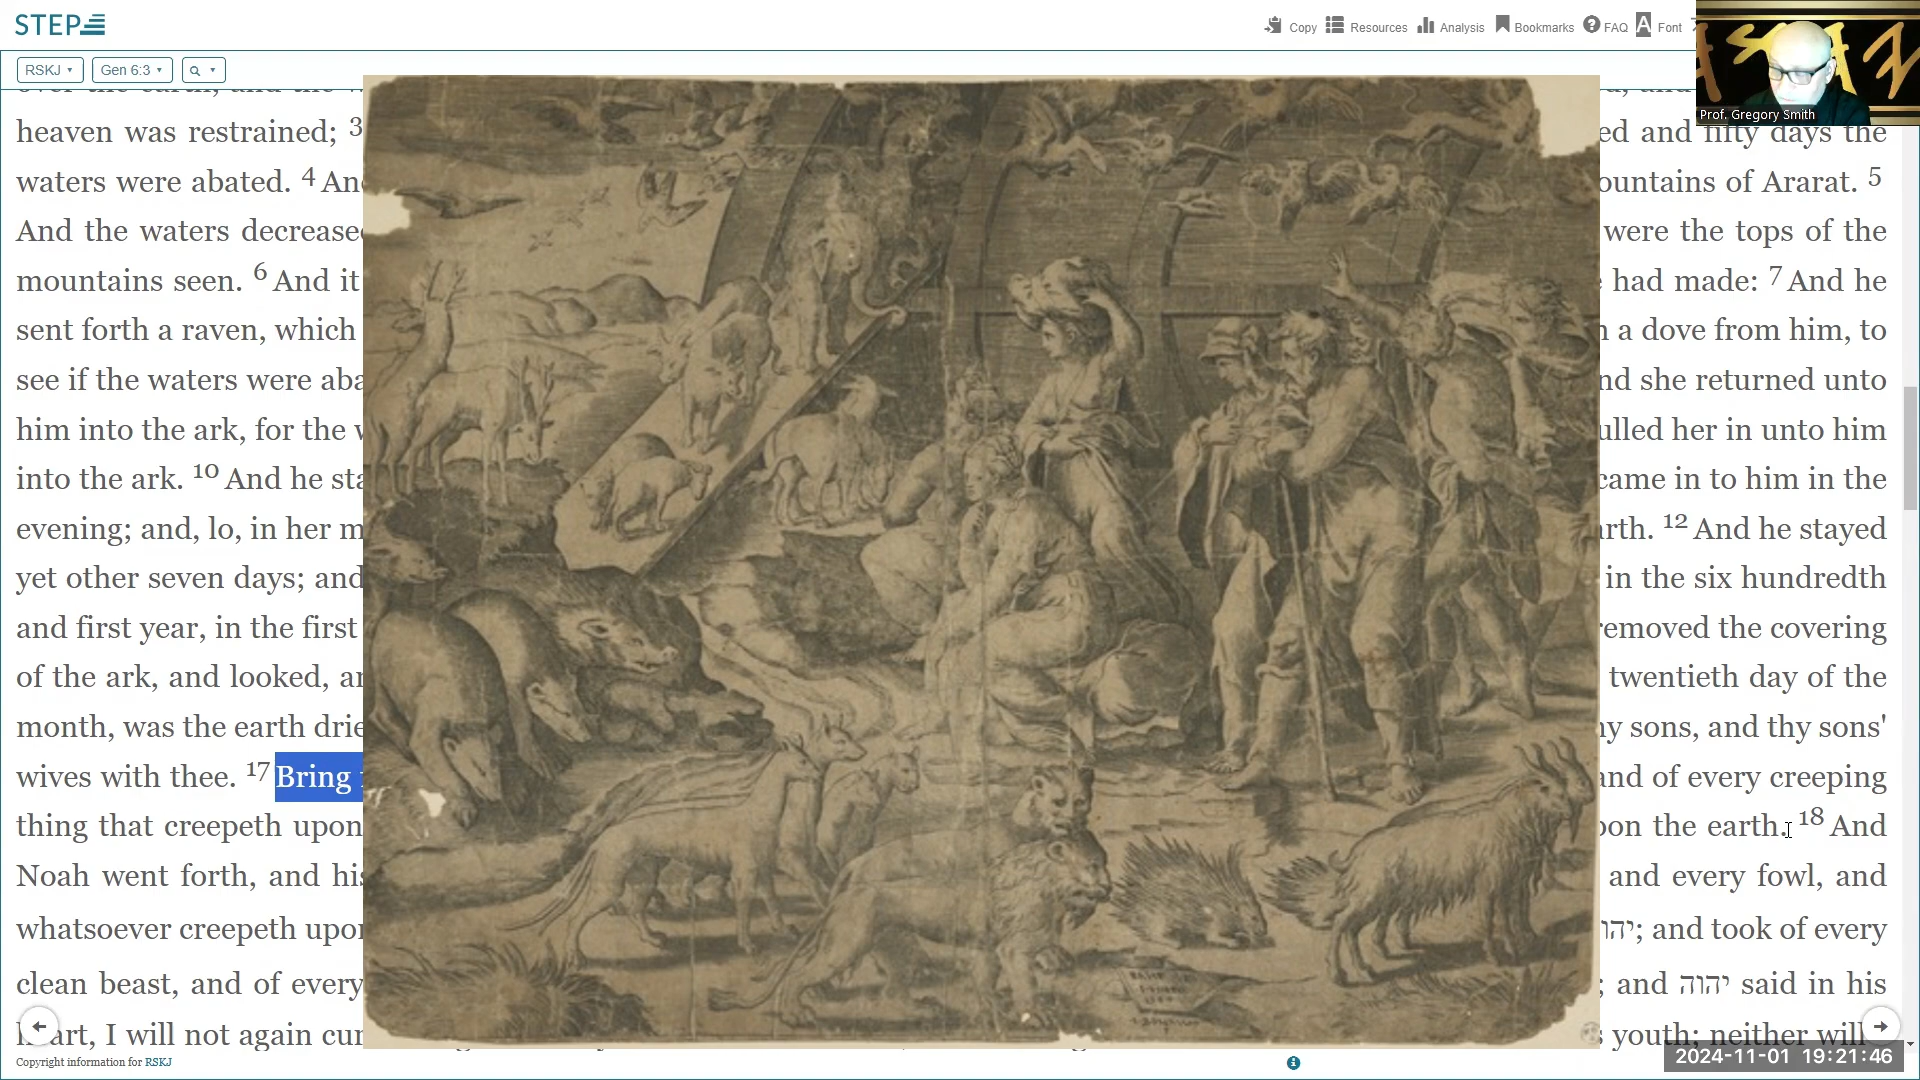 STEP
Copy Resources Analysis Bookmarks FAQ A Font
Prof. Gregory Smith
RSKJ Gen 6:3
heaven was restrained; 3 ed and fifty days the
waters were abated. 4 ountains of Ararat. 5
And the waters decrease were the tops of the
mountains seen. 6 And it had made: 7 And he
sent forth a raven, which a dove from him, to
see if the waters were aba nd she returned unto
him into the ark, for the ulled her in unto him
into the ark. 10 And he sta came in to him in the
evening; and, lo, in her m rth. 12 And he stayed
yet other seven days; and in the six hundredth
and first year, in the first removed the covering
of the ark, and looked, twentieth day of the
month, was the earth drie y sons, and thy sons'
wives with thee. 17 Bring and of every creeping
thing that creepeth upon on the earth. 18 And
Noah went forth, and his and every fowl, and
whatsoever creepeth upo ; and took of every
clean beast, and of every ; and יהוה said in his
art, I will not again cur youth; neither will
Copyright information for RSKJ
2024-11-01 19:21:46